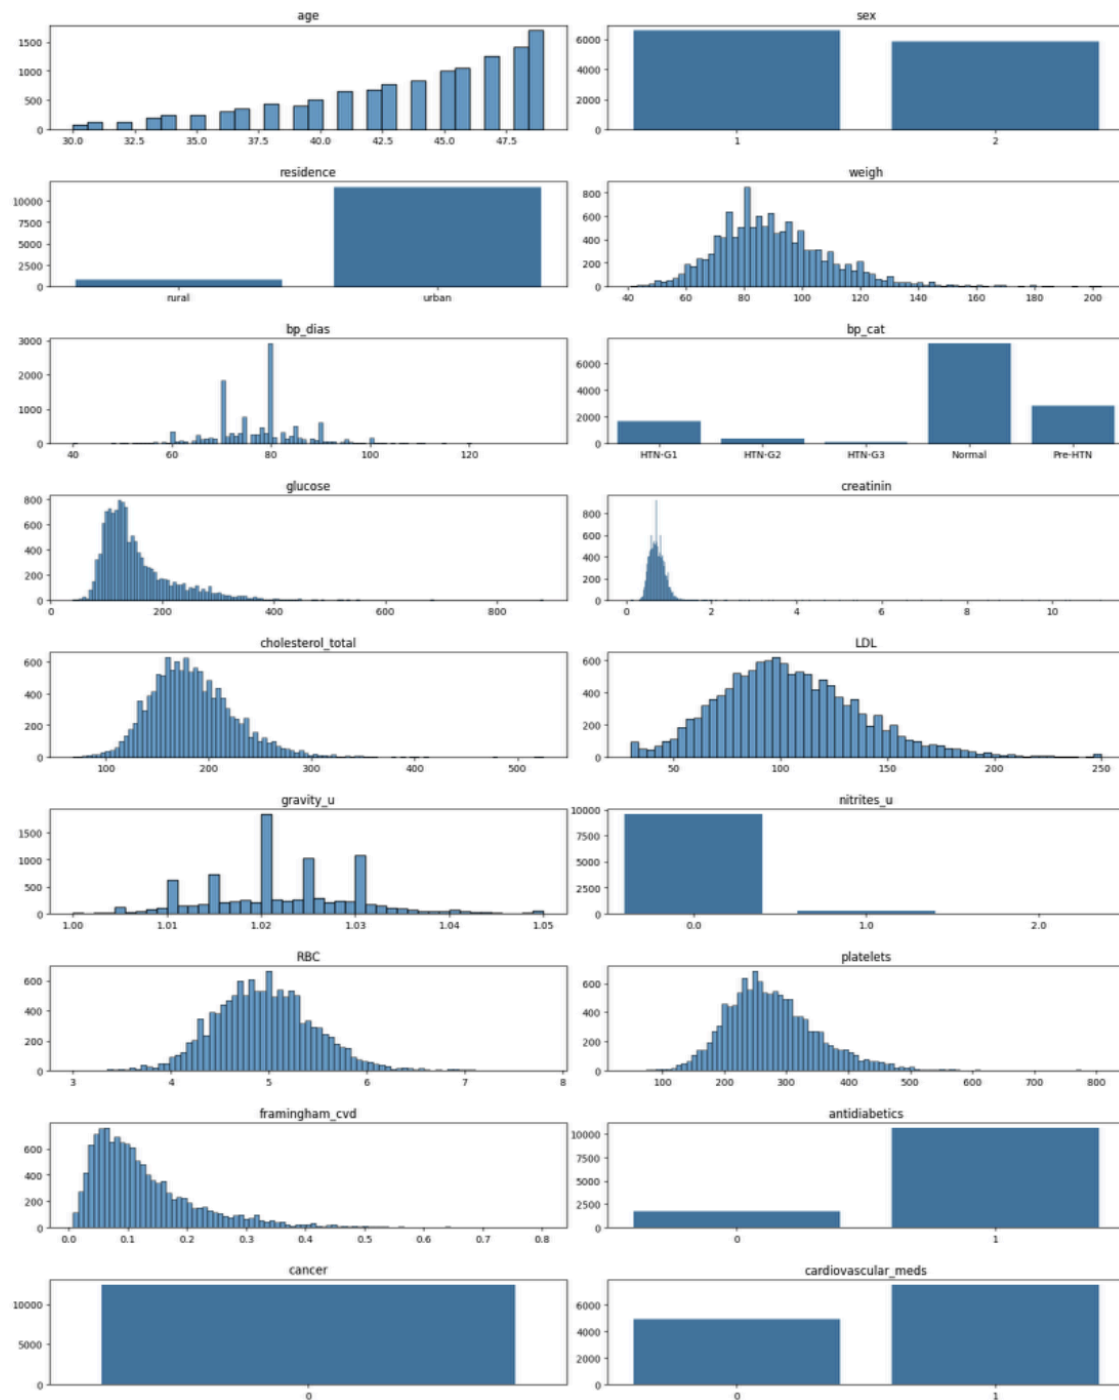 age
1500
1000
500
0
30.0 32.5 35.0 37.5 40.0 42.5 45.0 47.5
sex
6000
4000
2000
0
1 2
residence
10000
7500
5000
2500
0
rural urban
weigh
800
600
400
200
0
40 60 80 100 120 140 160 180 200
bp_dias
3000
2000
1000
0
40 60 80 100 120
bp_cat
6000
4000
2000
0
HTN-G1 HTN-G2 HTN-G3 Normal Pre-HTN
glucose
800
600
400
200
0
0 200 400 600 800
creatinin
800
600
400
200
0
0 2 4 6 8 10
cholesterol_total
600
400
200
0
100 200 300 400 500
LDL
600
400
200
0
50 100 150 200 250
gravity_u
1500
1000
500
0
1.00 1.01 1.02 1.03 1.04 1.05
nitrites_u
10000
7500
5000
2500
0
0.0 1.0 2.0
RBC
600
400
200
0
3 4 5 6 7 8
platelets
600
400
200
0
100 200 300 400 500 600 700 800
framingham_cvd
600
400
200
0
0.0 0.1 0.2 0.3 0.4 0.5 0.6 0.7 0.8
antidiabetics
10000
7500
5000
2500
0
0 1
cancer
10000
5000
0
0
cardiovascular_meds
6000
4000
2000
0
0 1